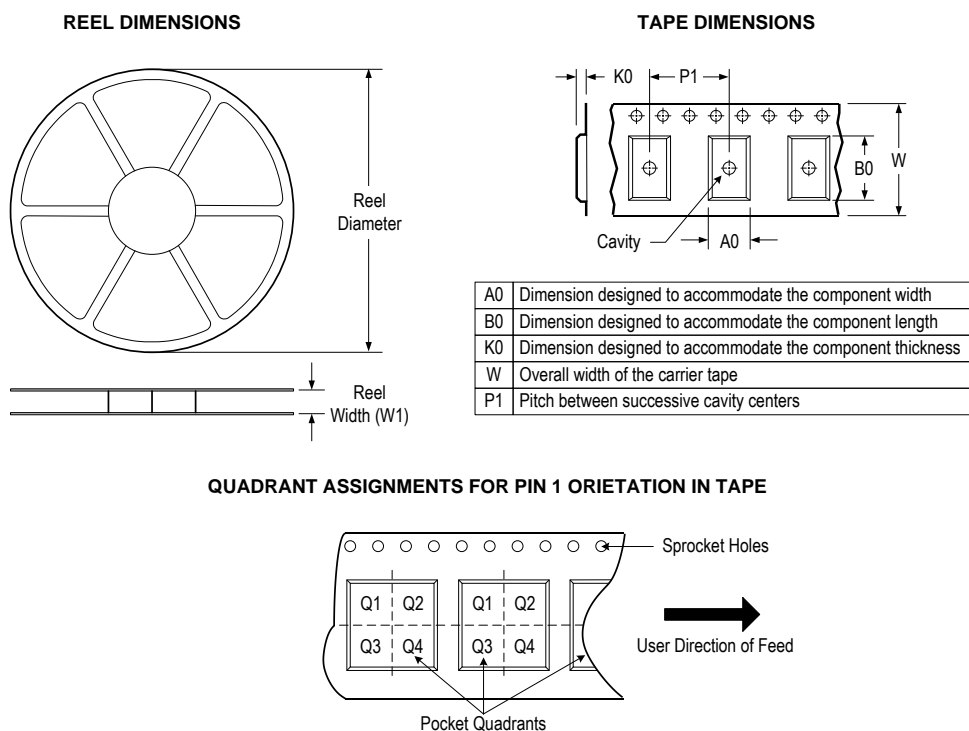 REEL DIMENSIONS
Reel
Diameter
Reel
Width (W1)
TAPE DIMENSIONS
K0
P1
B0
W
Cavity
A0
A0 Dimension designed to accommodate the component width
B0 Dimension designed to accommodate the component length
K0 Dimension designed to accommodate the component thickness
W Overall width of the carrier tape
P1 Pitch between successive cavity centers
QUADRANT ASSIGNMENTS FOR PIN 1 ORIETATION IN TAPE
Sprocket Holes
Q1 Q2 Q1 Q2
Q3 Q4 Q3 Q4
User Direction of Feed
Pocket Quadrants